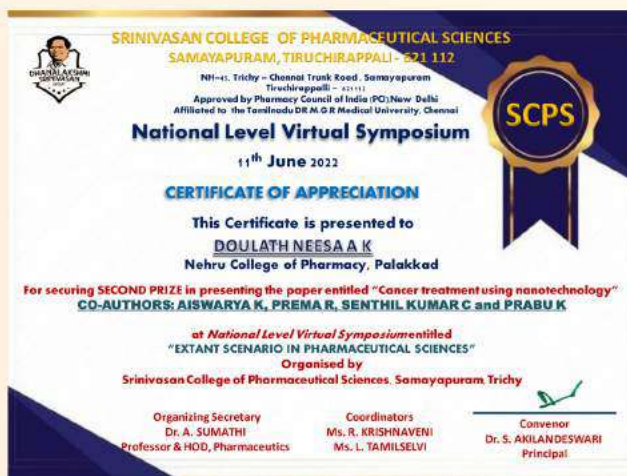 SRINIVASAN COLLEGE OF PHARMACEUTICAL SCIENCES
SAMAYAPURAM, TIRUCHIRAPPALI - 621 112
DHANALAKSHMI
SRINIVASAN
GROUP
NH-45, Trichy – Chennai Trunk Road, Samayapuram
Tiruchirappalli – 621112
Approved by Pharmacy Council of India (PCI),New Delhi
Affiliated to the Tamilnadu DR M G R Medical University, Chennai
SCPS
National Level Virtual Symposium
11th June 2022
CERTIFICATE OF APPRECIATION
This Certificate is presented to
DOULATH NEESA A K
Nehru College of Pharmacy, Palakkad
For securing SECOND PRIZE in presenting the paper entitled "Cancer treatment using nanotechnology"
CO-AUTHORS: AISWARYA K, PREMA R, SENTHIL KUMAR C and PRABU K
at National Level Virtual Symposium entitled
"EXTANT SCENARIO IN PHARMACEUTICAL SCIENCES"
Organised by
Srinivasan College of Pharmaceutical Sciences, Samayapuram, Trichy
Organizing Secretary
Dr. A. SUMATHI
Professor & HOD, Pharmaceutics
Coordinators
Ms. R. KRISHNAVENI
Ms. L. TAMILSELVI
Convenor
Dr. S. AKILANDESWARI
Principal